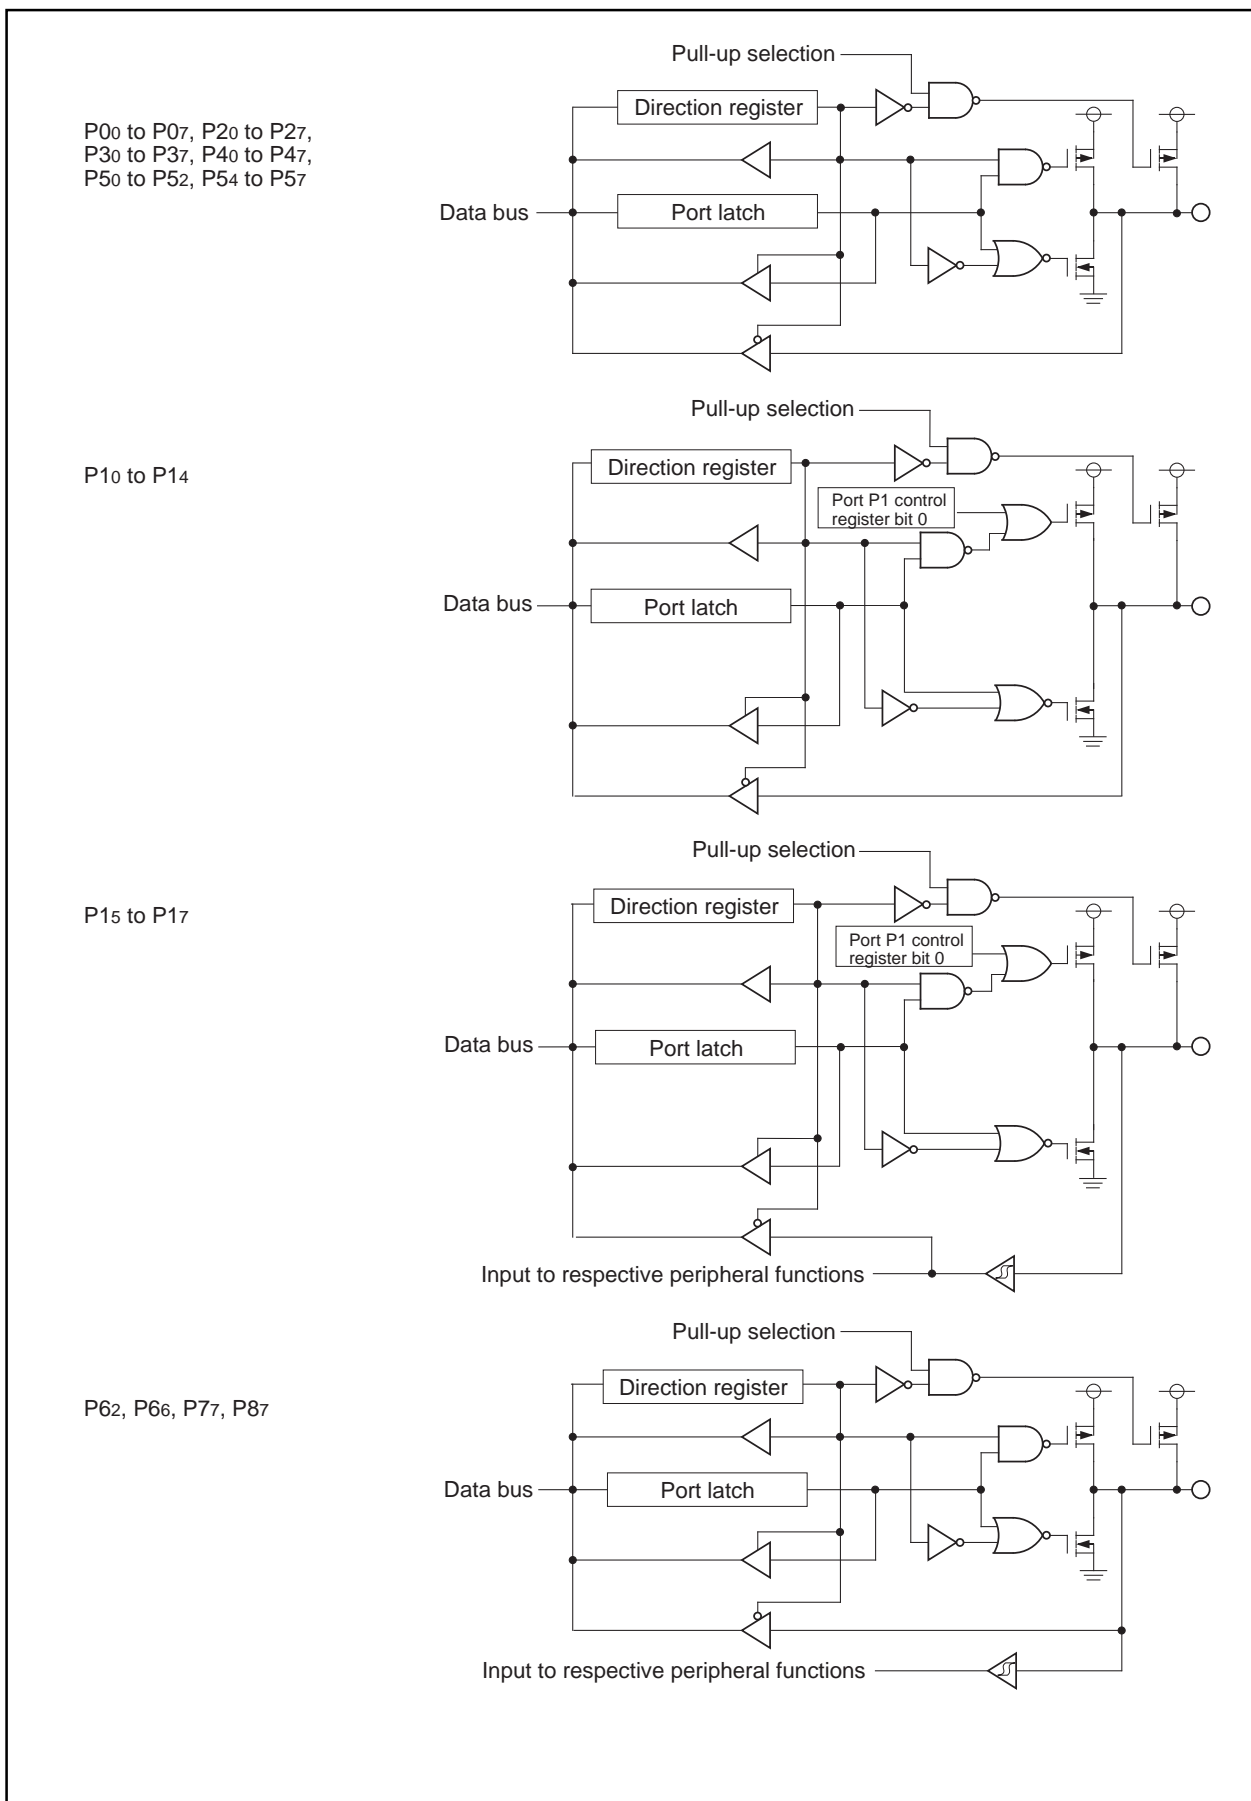 Pull-up selection
Direction register
P00 to P07, P20 to P27,
P30 to P37, P40 to P47,
P50 to P52, P54 to P57
Data bus
Port latch
Pull-up selection
P10 to P14
Direction register
Port P1 control
register bit 0
Data bus
Port latch
Pull-up selection
P15 to P17
Direction register
Port P1 control
register bit 0
Data bus
Port latch
Input to respective peripheral functions
Pull-up selection
Direction register
P62, P66, P77, P87
Data bus
Port latch
Input to respective peripheral functions